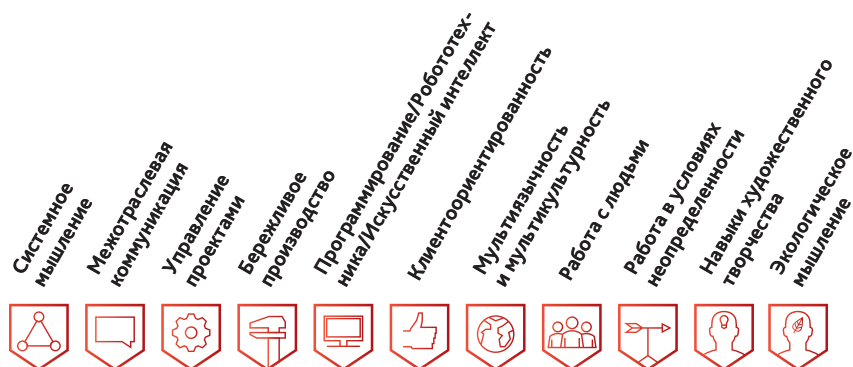 Системное
мышление
Межотраслевая
коммуникация
Управление
проектами
Бережливое
производство
Программирование/Робототех-
ника/Искусственный интеллект
Клиентоориентированность
Мультиязычность
и мультикультурность
Работа с людьми
Работа в условиях
неопределенности
Навыки художественного
творчества
Экологическое
мышление